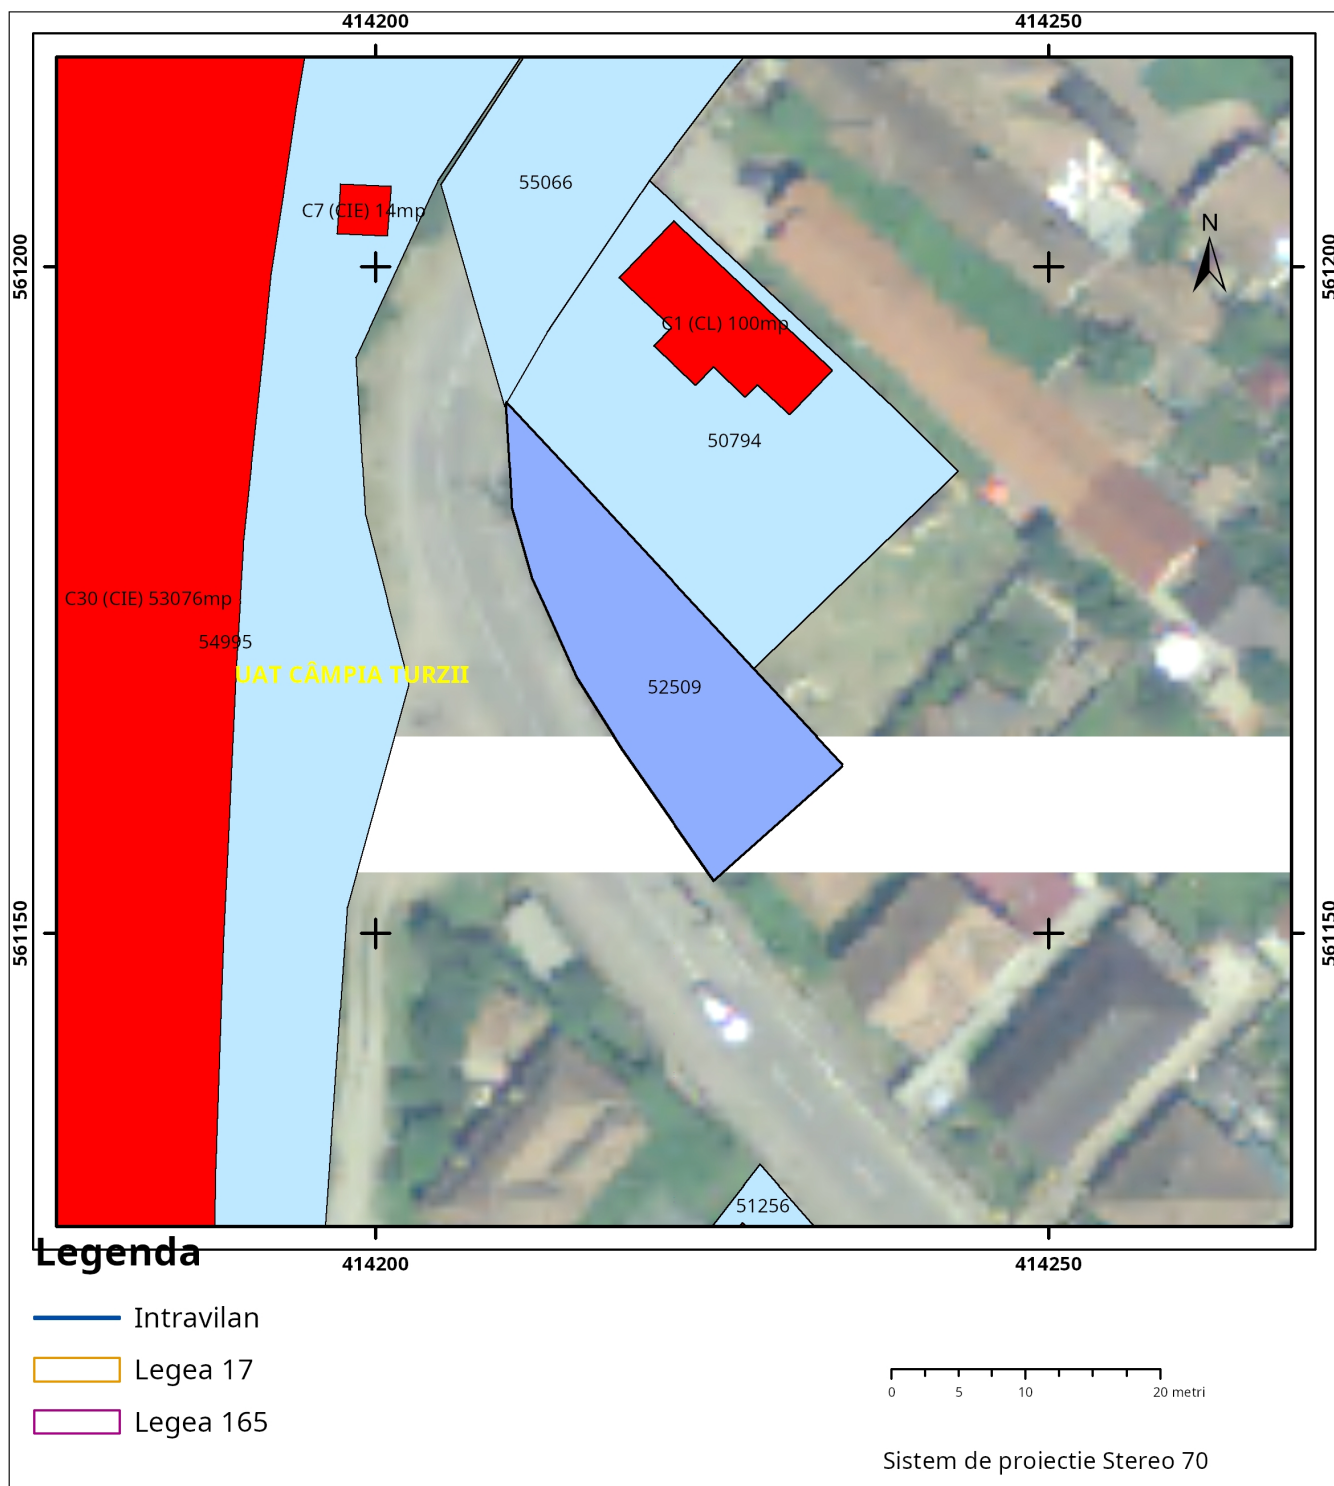 414200 414250
55066
C7 (CIE) 14mp
N
561200 561200
C1 (CL) 100mp
50794
C30 (CIE) 53076mp
54995
UAT CÂMPIA TURZII
52509
561150 561150
51256
414200 414250
Legenda
Intravilan
Legea 17
Legea 165
0 5 10 20 metri
Sistem de proiectie Stereo 70